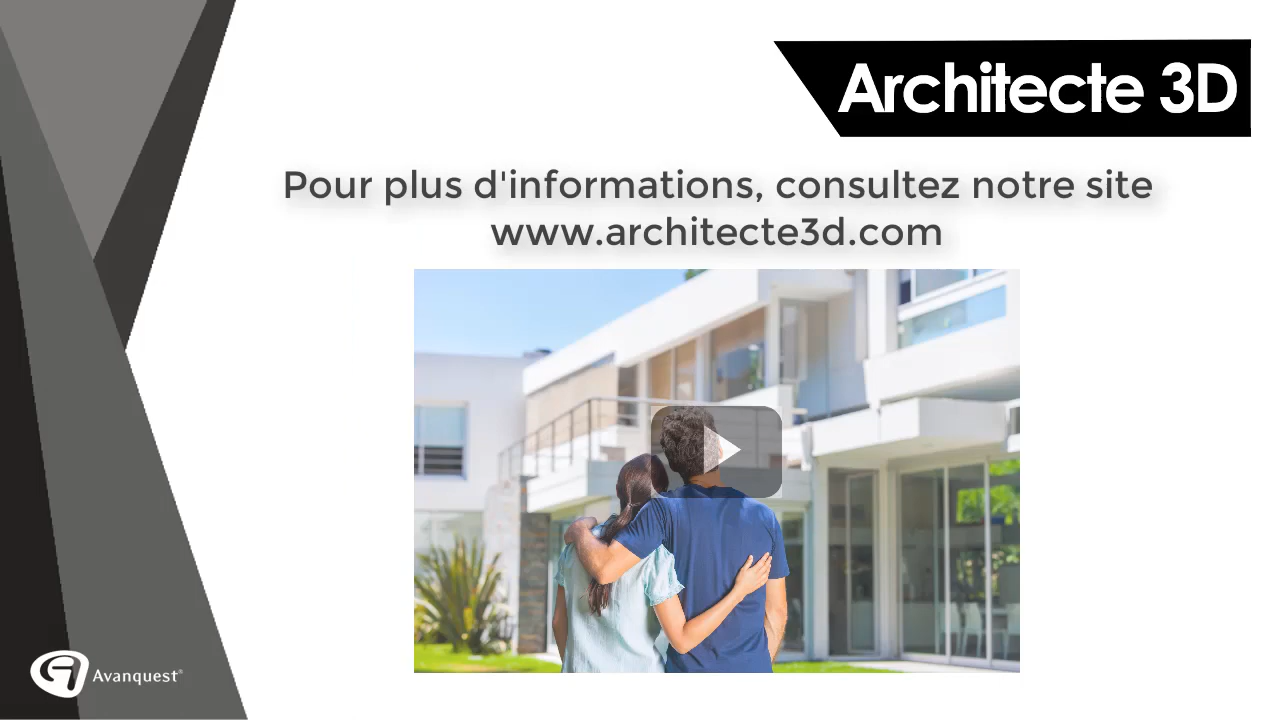 Architecte 3D
Pour plus d'informations, consultez notre site
www.architecte3d.com
Avanquest®